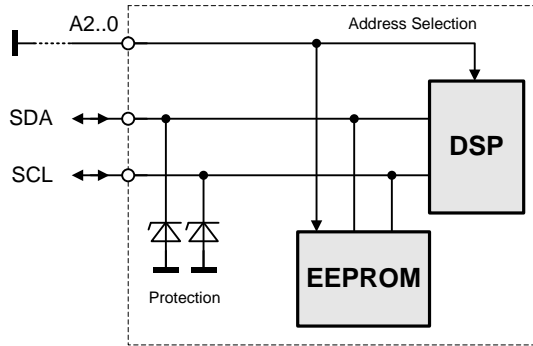 A2..0
Address Selection
SDA
DSP
SCL
EEPROM
Protection